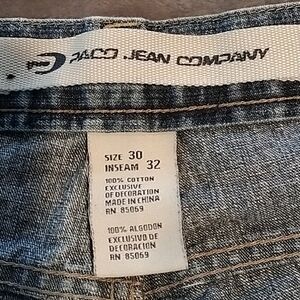 PACO JEAN COMPANY
SIZE 30
INSEAM 32
100% COTTON
EXCLUSIVE
OF DECORATION
MADE IN CHINA
RN 85069
100% ALGODON
EXCLUSIVO DE
DECORACION
RN 85069